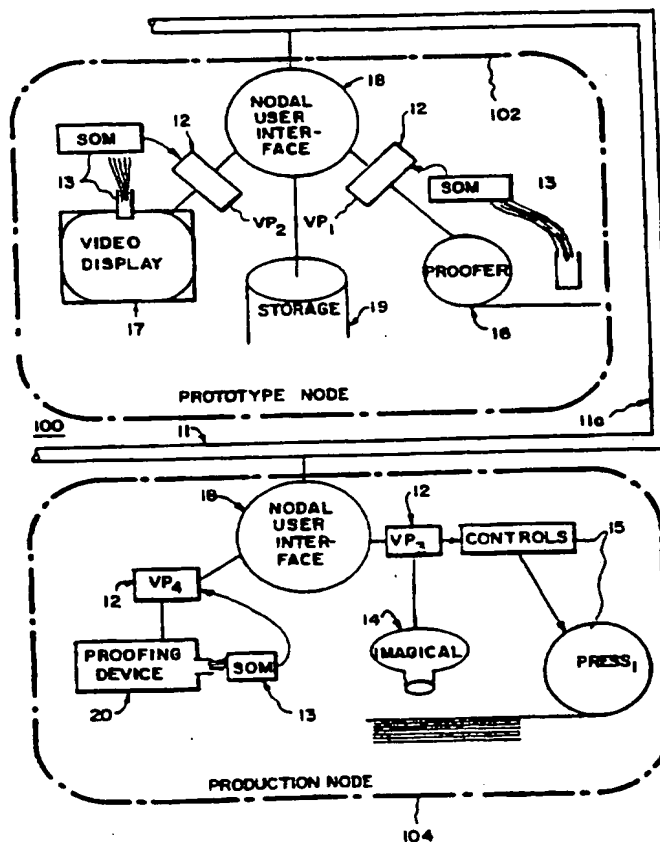 18
NODAL
USER
INTER-
FACE
102
12
12
SOM
13
SOM
13
VP2
VP1
VIDEO
DISPLAY
PROOFER
STORAGE
19
17
16
PROTOTYPE NODE
11a
100
11
18
NODAL
USER
INTER-
FACE
12
VP3
CONTROLS
15
12
VP4
14
IMAGICAL
PRESS1
PROOFING
DEVICE
SOM
20
13
PRODUCTION NODE
104